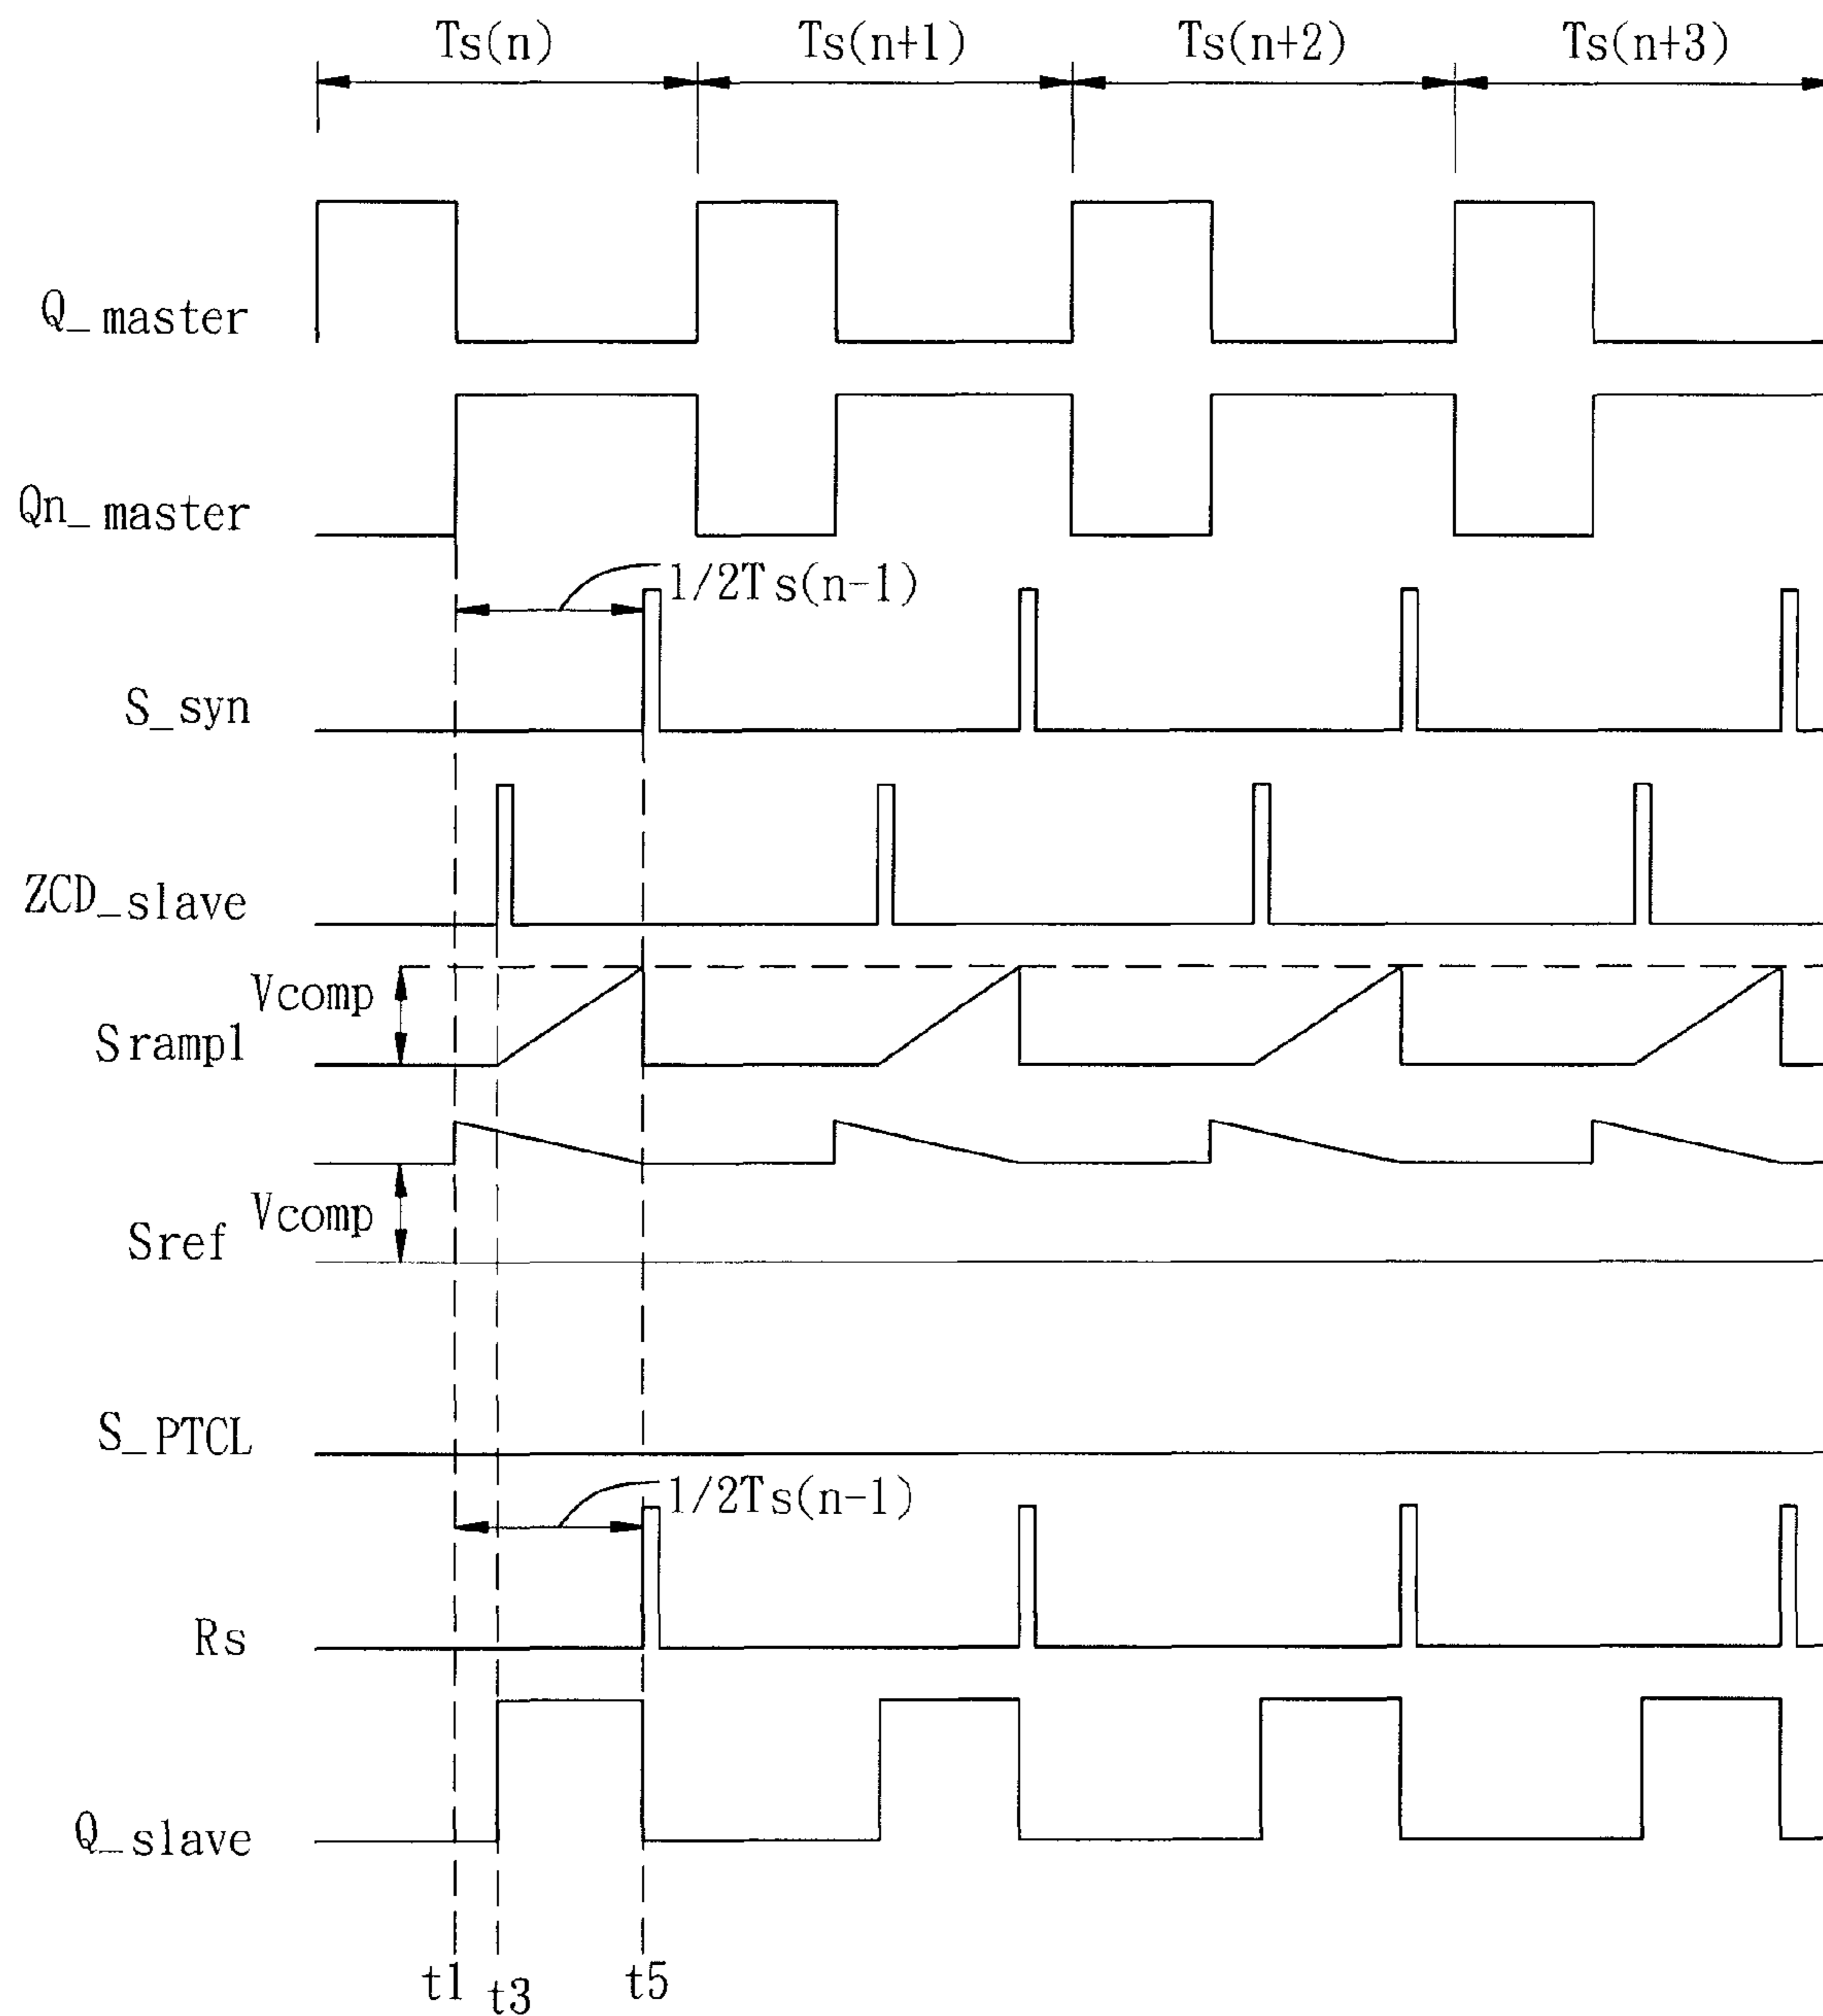 Ts(n) Ts(n+1) Ts(n+2) Ts(n+3)
Q_master
Qn_master
1/2Ts(n-1)
S_syn
ZCD_slave
Vcomp
Sramp1
Vcomp
Sref
S_PTCL
1/2Ts(n-1)
Rs
Q_slave
t1 t3 t5